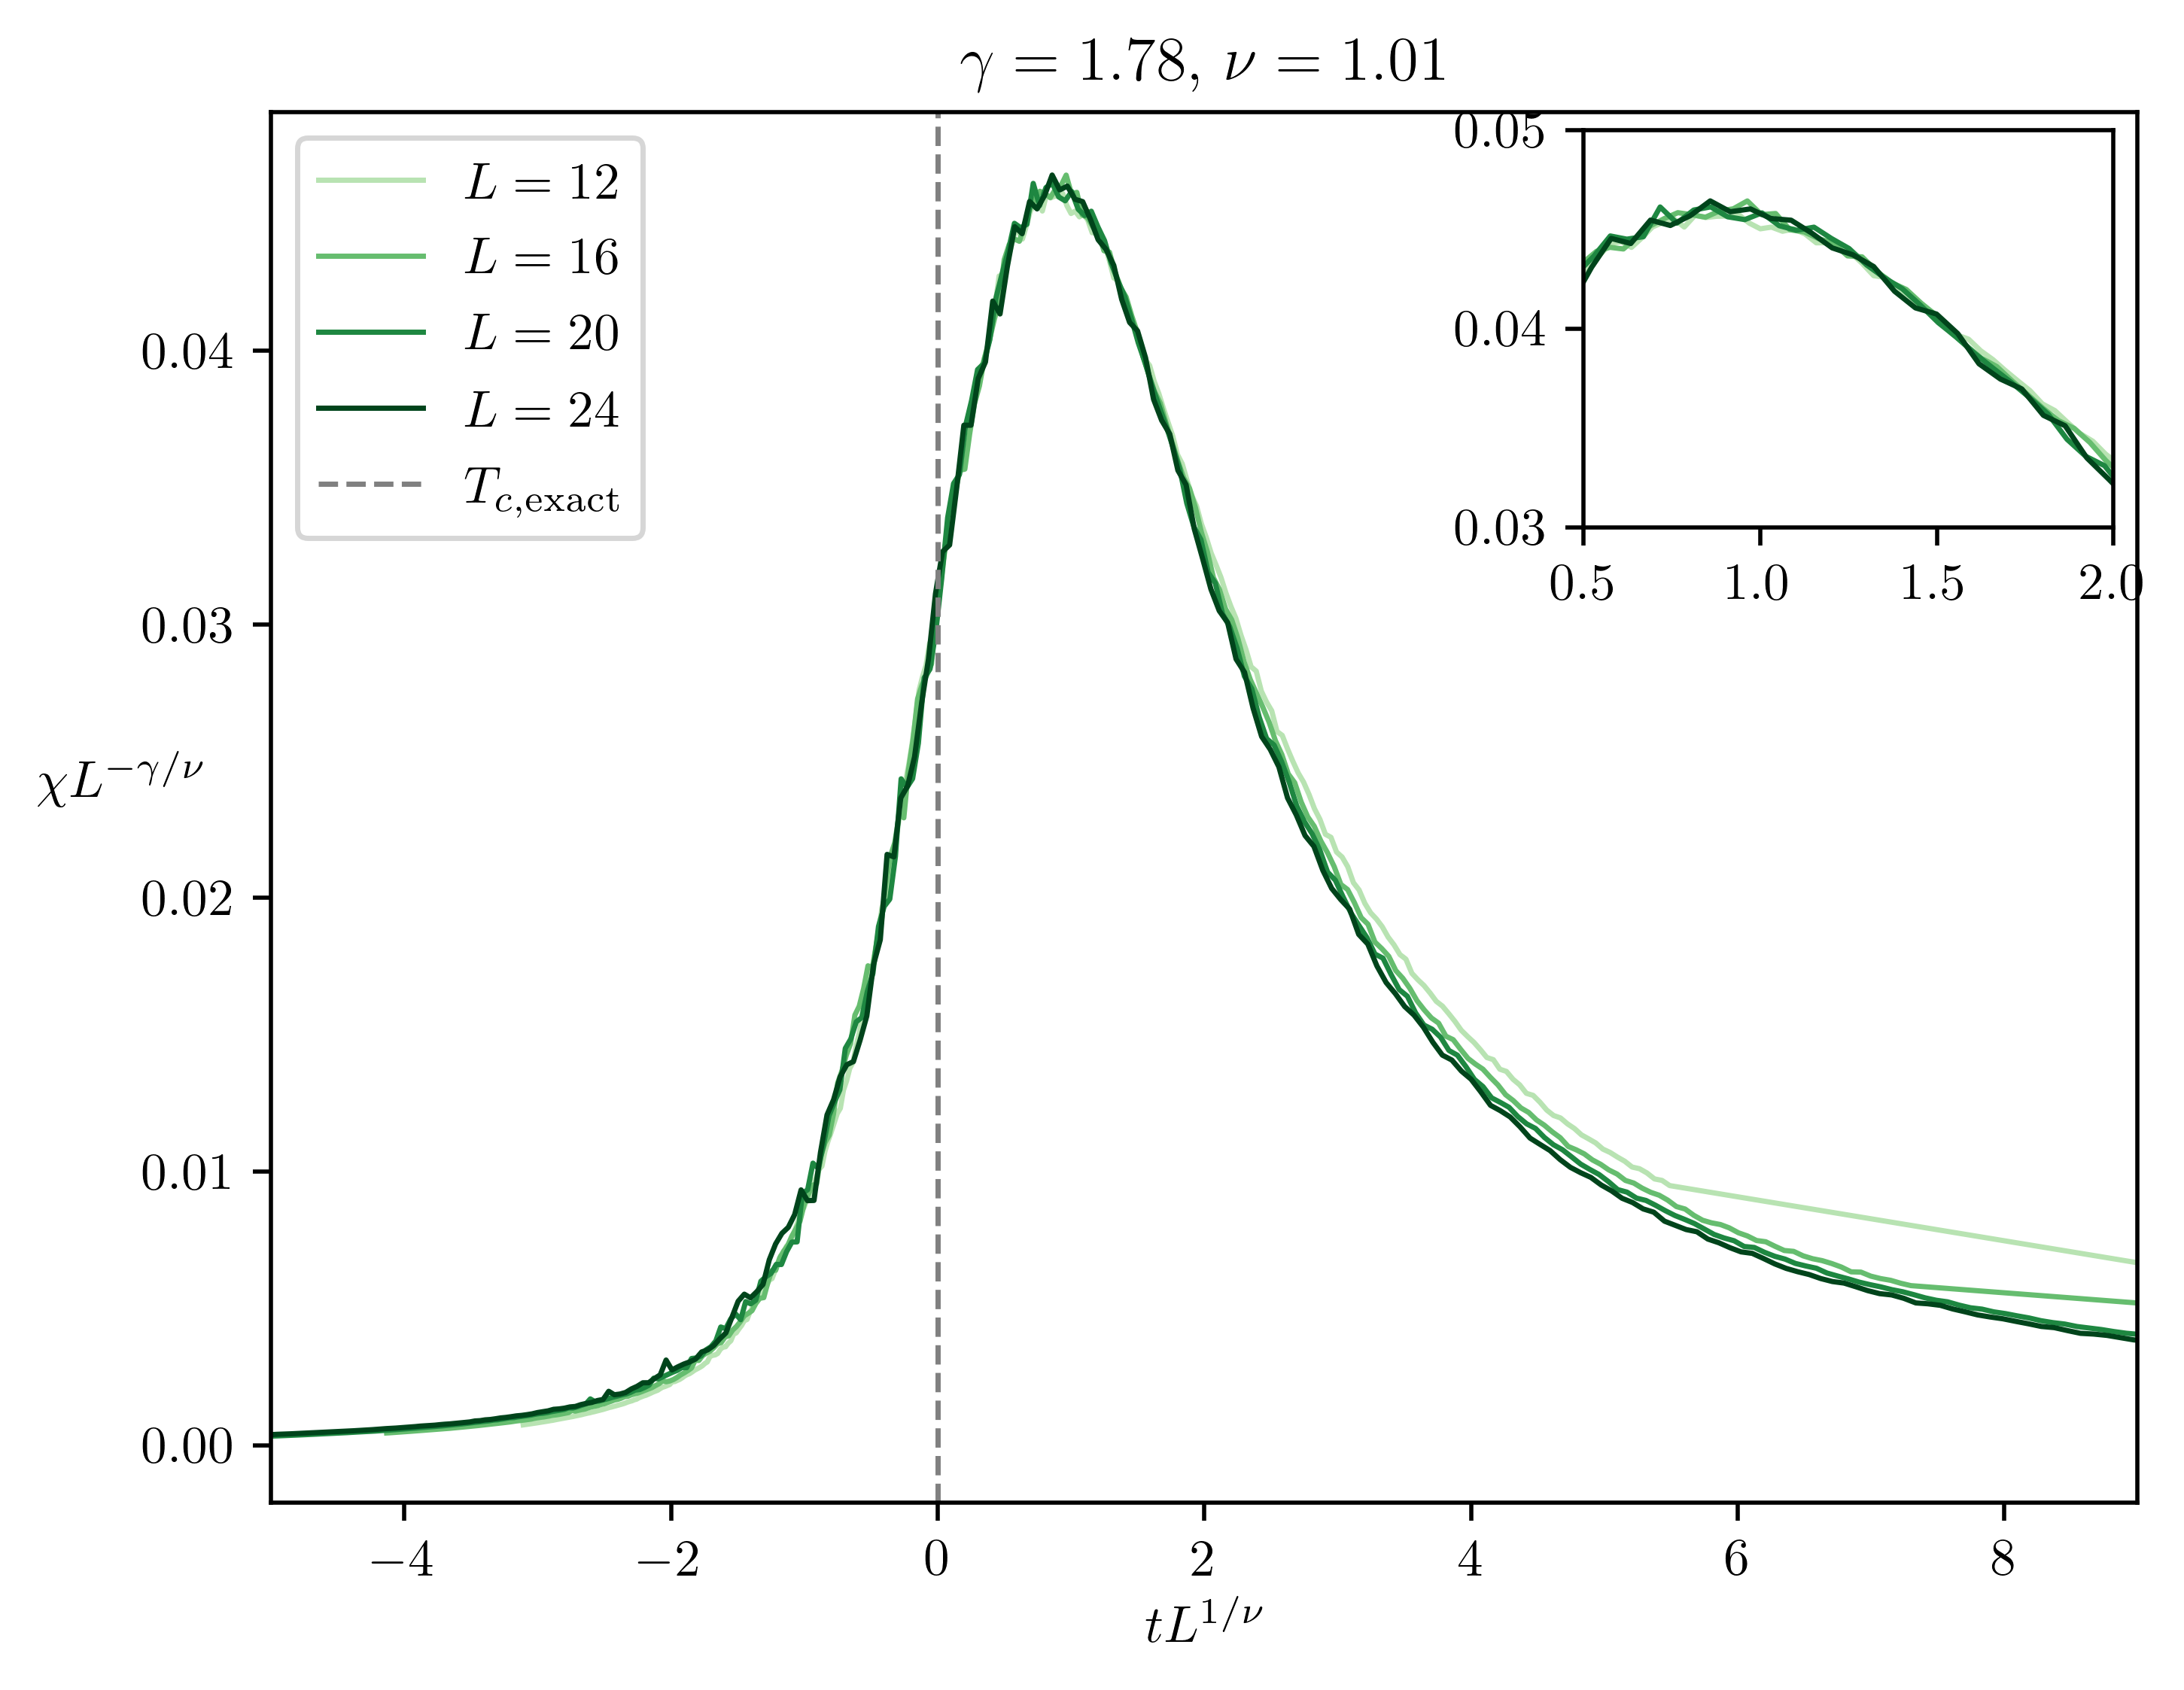 γ = 1.78, ν = 1.01
L = 12
L = 16
L = 20
L = 24
T_{c,exact}
0.05
0.04
0.03
0.5 1.0 1.5 2.0
0.04
0.03
0.02
0.01
0.00
χL^{−γ/ν}
−4 −2 0 2 4 6 8
tL^{1/ν}